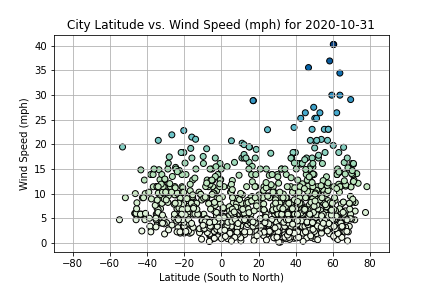 City Latitude vs. Wind Speed (mph) for 2020-10-31
40
35
30
25
20
15
10
5
0
Wind Speed (mph)
−80 −60 −40 −20 0 20 40 60 80
Latitude (South to North)